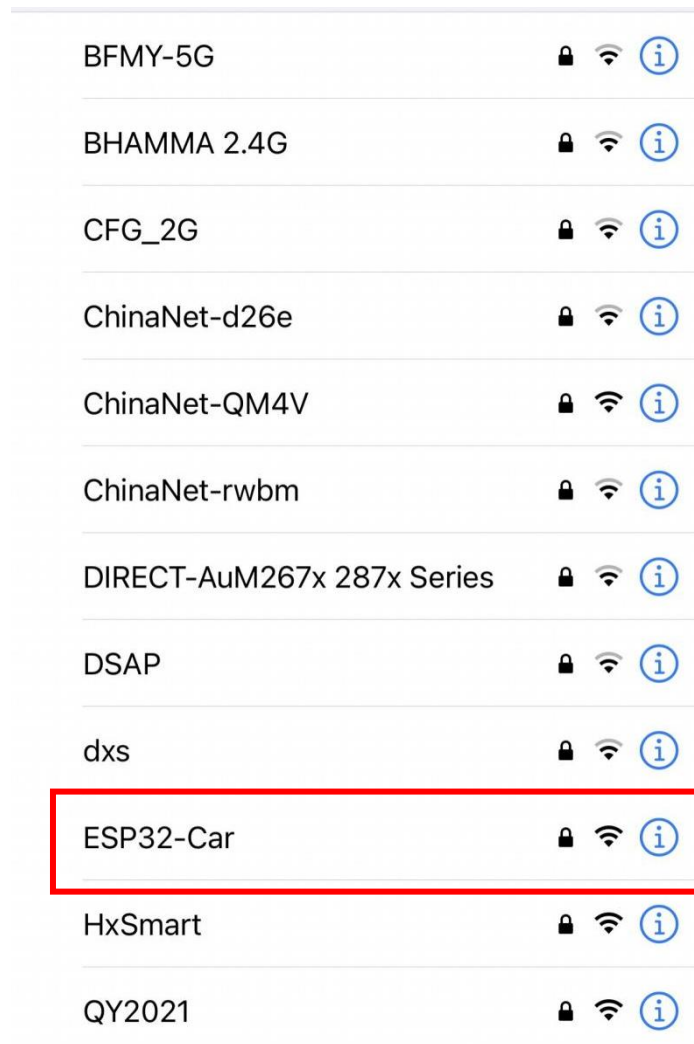 BFMY-5G
BHAMMA 2.4G
CFG_2G
ChinaNet-d26e
ChinaNet-QM4V
ChinaNet-rwbm
DIRECT-AuM267x 287x Series
DSAP
dxs
ESP32-Car
HxSmart
QY2021